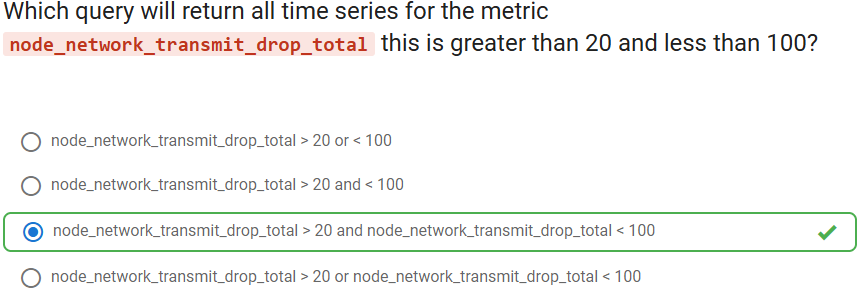 Which query will return all time series for the metric
node_network_transmit_drop_total this is greater than 20 and less than 100?
node_network_transmit_drop_total > 20 or < 100
node_network_transmit_drop_total > 20 and < 100
node_network_transmit_drop_total > 20 and node_network_transmit_drop_total < 100
node_network_transmit_drop_total > 20 or node_network_transmit_drop_total < 100